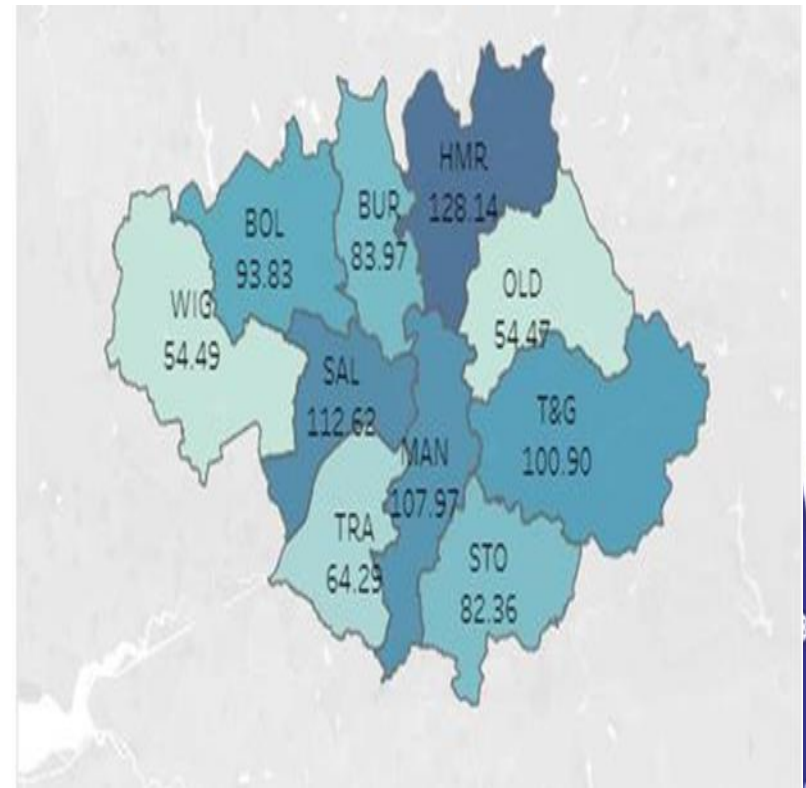 HMR
128.14
BUR
83.97
BOL
93.83
OLD
54.47
WIG
54.49
SAL
112.62
T&G
100.90
MAN
107.97
TRA
64.29
STO
82.36